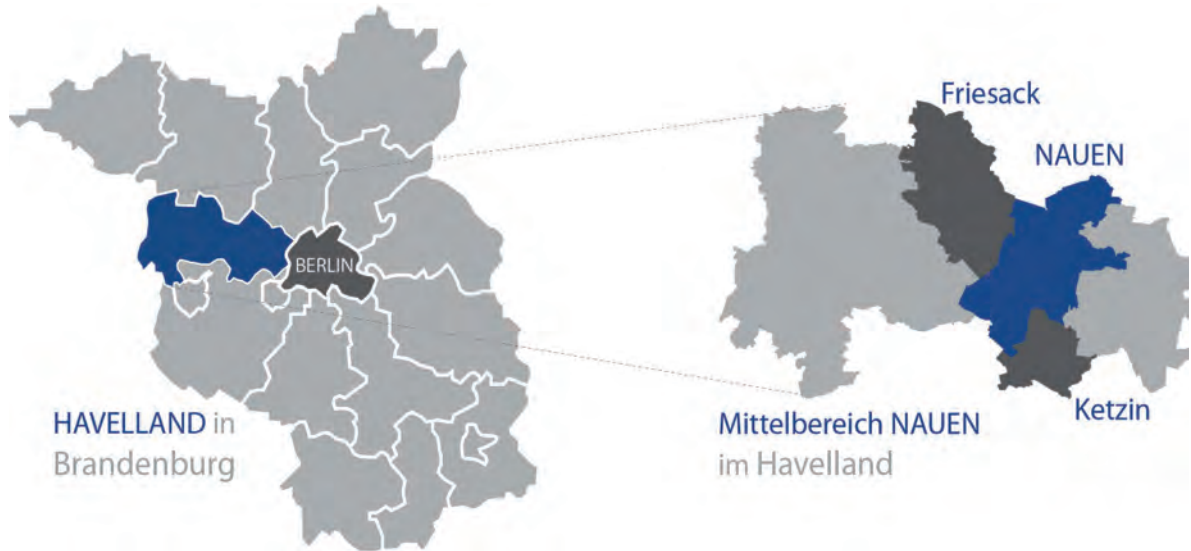 BERLIN
HAVELLAND in
Brandenburg
Friesack
NAUEN
Ketzin
Mittelbereich NAUEN
im Havelland